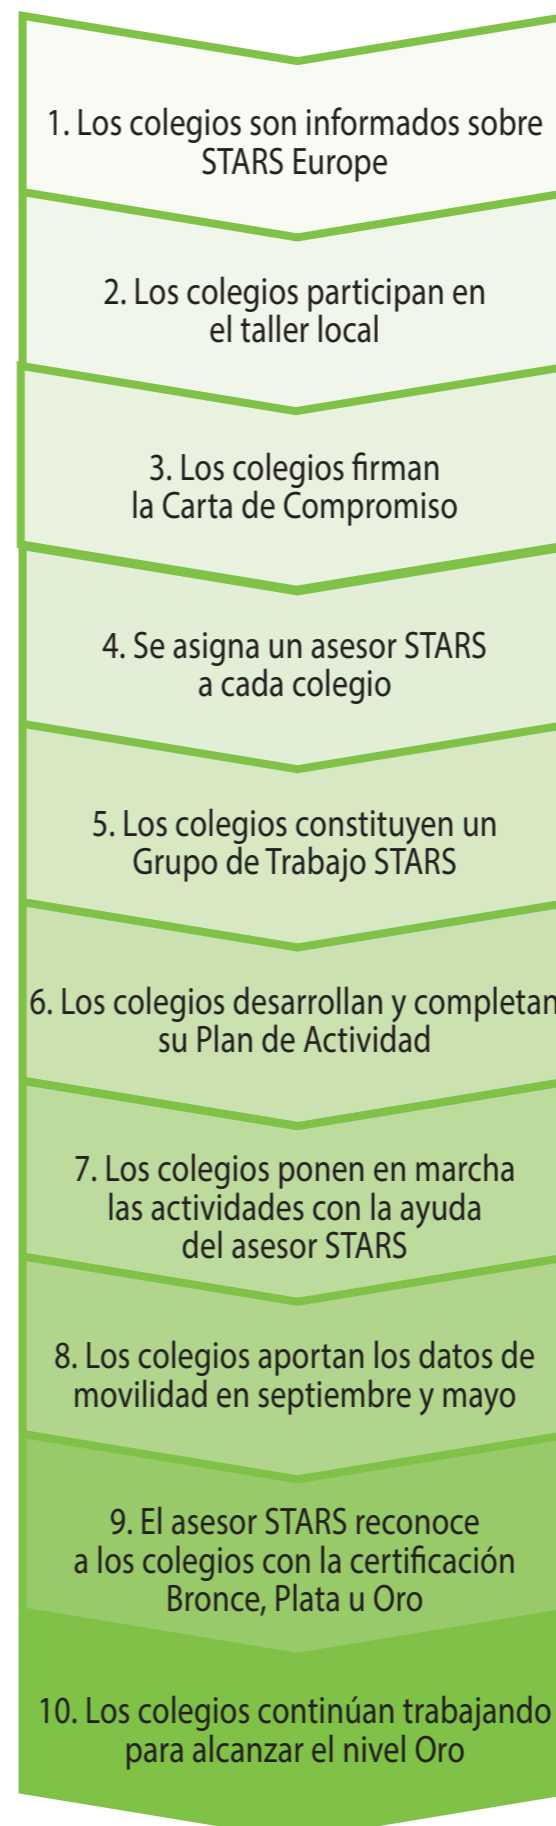 1. Los colegios son informados sobre
STARS Europe
2. Los colegios participan en
el taller local
3. Los colegios firman
la Carta de Compromiso
4. Se asigna un asesor STARS
a cada colegio
5. Los colegios constituyen un
Grupo de Trabajo STARS
6. Los colegios desarrollan y completan
su Plan de Actividad
7. Los colegios ponen en marcha
las actividades con la ayuda
del asesor STARS
8. Los colegios aportan los datos de
movilidad en septiembre y mayo
9. El asesor STARS reconoce
a los colegios con la certificación
Bronce, Plata u Oro
10. Los colegios continúan trabajando
para alcanzar el nivel Oro